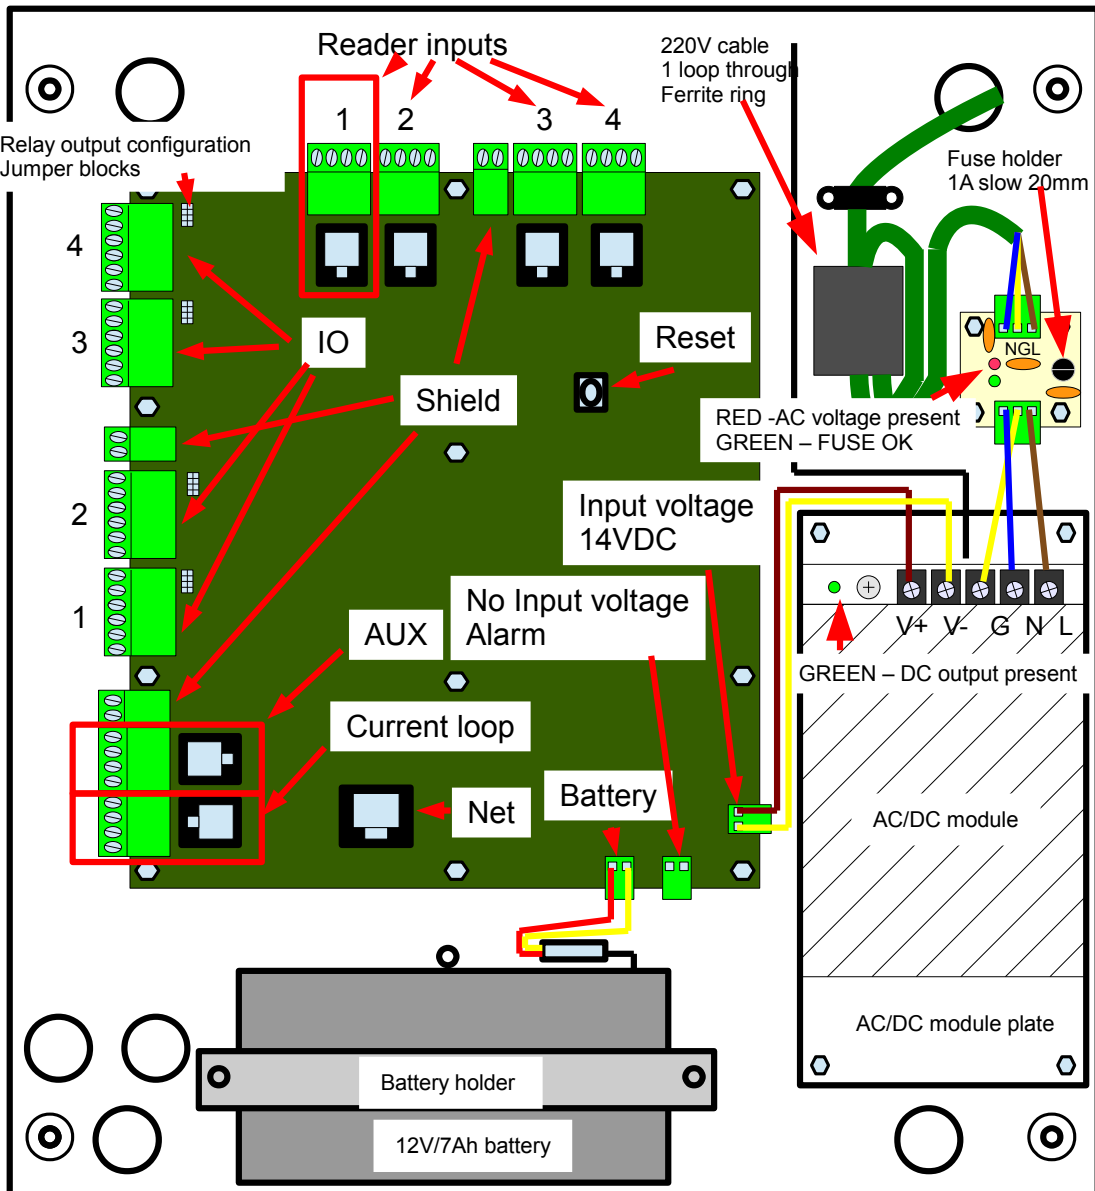 Reader inputs
220V cable
1 loop through
Ferrite ring
1
2
3
4
Relay output configuration
Jumper blocks
Fuse holder
1A slow 20mm
4
3
IO
Reset
NGL
Shield
RED -AC voltage present
GREEN – FUSE OK
2
Input voltage
14VDC
1
No Input voltage
Alarm
AUX
V+ V- G N L
GREEN – DC output present
Current loop
Net
Battery
AC/DC module
AC/DC module plate
Battery holder
12V/7Ah battery